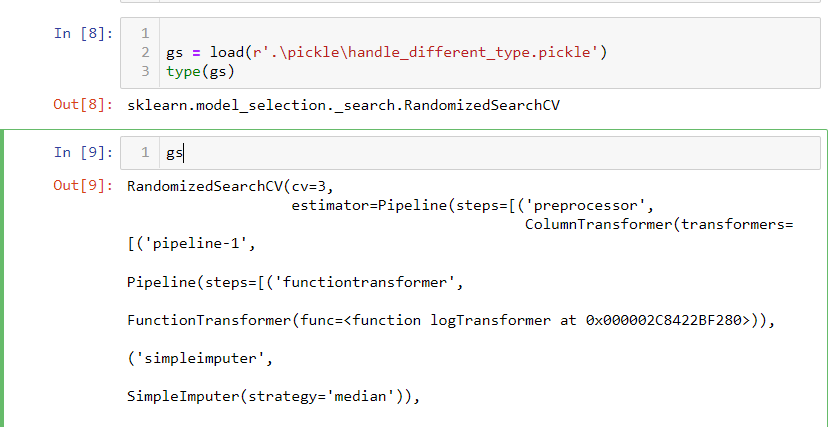 1
In [8]:
2 gs = load(r'.\pickle\handle_different_type.pickle')
3 type(gs)
Out[8]: sklearn.model_selection._search.RandomizedSearchCV
In [9]: 1 gs
Out[9]: RandomizedSearchCV(cv=3,
estimator=Pipeline(steps=[('preprocessor',
ColumnTransformer(transformers=
[('pipeline-1',
Pipeline(steps=[('functiontransformer',
FunctionTransformer(func=<function logTransformer at 0x000002C8422BF280>)),
('simpleimputer',
SimpleImputer(strategy='median')),